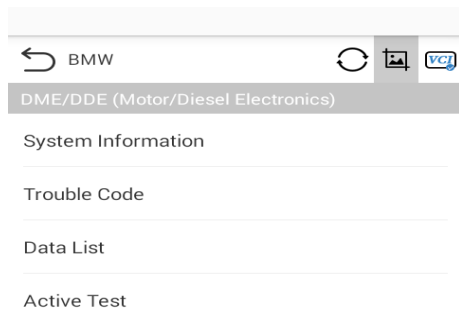 BMW
VCI
DME/DDE (Motor/Diesel Electronics)
System Information
Trouble Code
Data List
Active Test